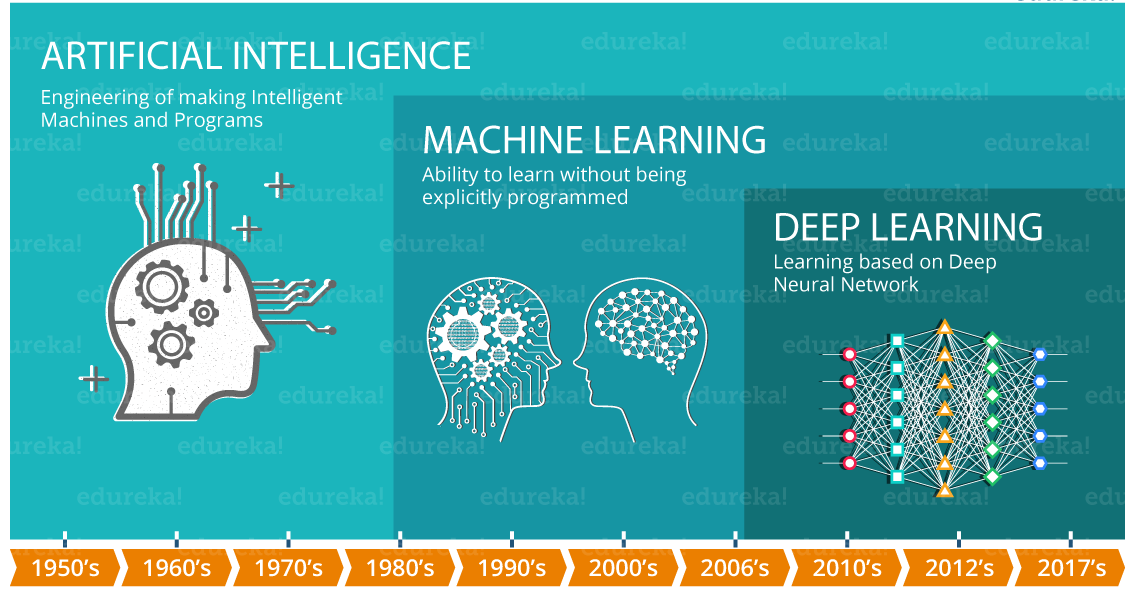 ARTIFICIAL INTELLIGENCE
Engineering of making Intelligent
Machines and Programs
MACHINE LEARNING
Ability to learn without being
explicitly programmed
DEEP LEARNING
Learning based on Deep
Neural Network
1950's 1960's 1970's 1980's 1990's 2000's 2006's 2010's 2012's 2017's
edureka!